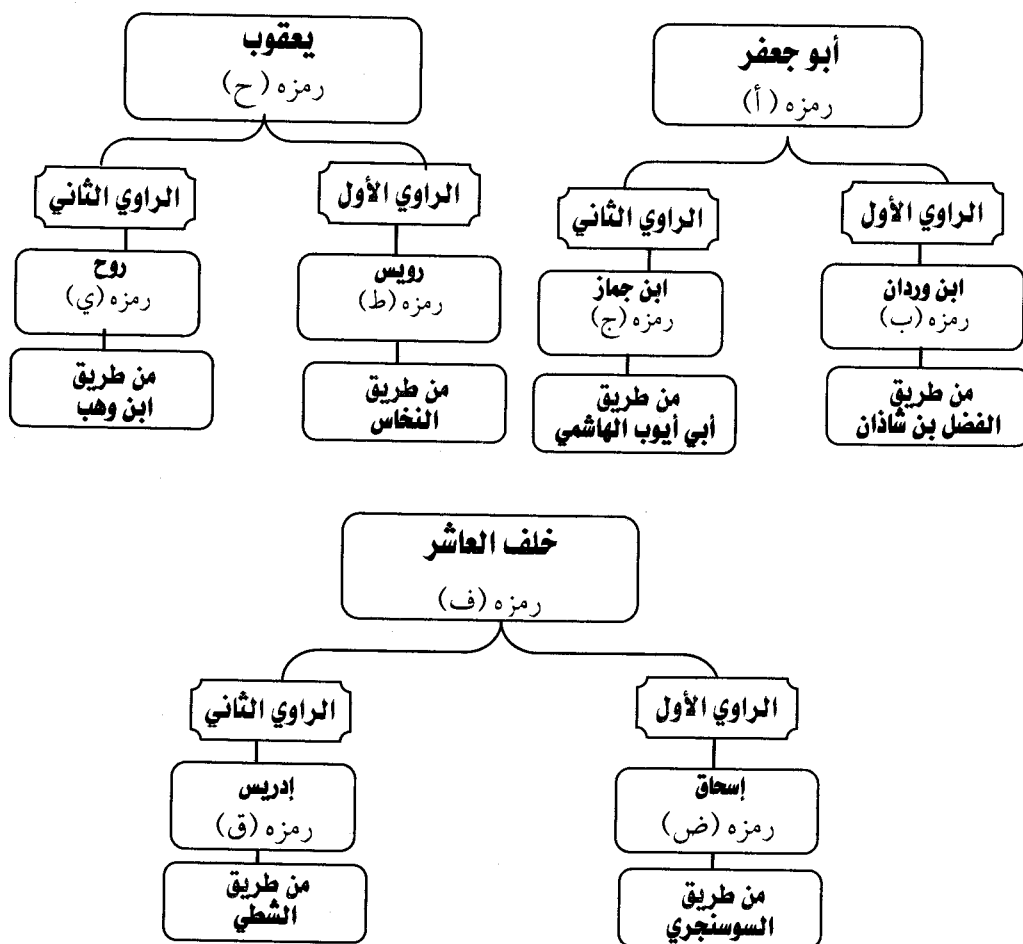 أبو جعفر
رمزه (أ)
الراوي الأول
ابن وردان
رمزه (ب)
من طريق
الفضل بن شاذان
الراوي الثاني
ابن جماز
رمزه (ج)
من طريق
أبي أيوب الهاشمي
يعقوب
رمزه (ح)
الراوي الأول
رويس
رمزه (ط)
من طريق
النخاس
الراوي الثاني
روح
رمزه (ي)
من طريق
ابن وهب
خلف العاشر
رمزه (ف)
الراوي الأول
إسحاق
رمزه (ض)
من طريق
السوسنجري
الراوي الثاني
إدريس
رمزه (ق)
من طريق
الشطي